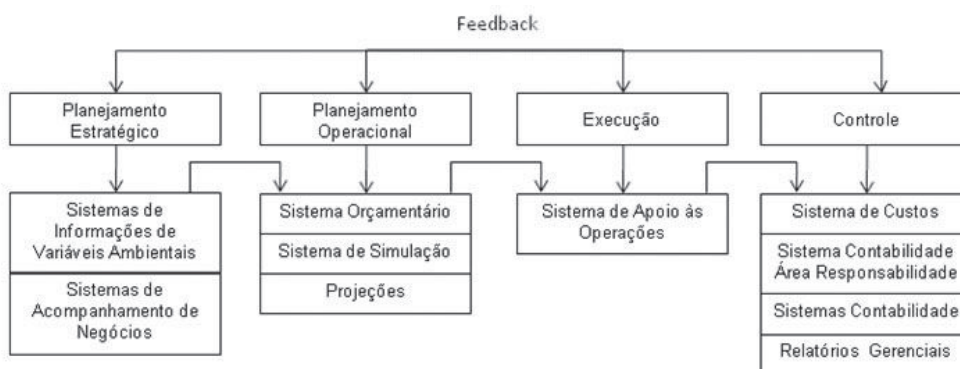 Feedback
Planejamento
Estratégico
Planejamento
Operacional
Execução
Controle
Sistemas de
Informações de
Variáveis Ambientais
Sistemas de
Acompanhamento de
Negócios
Sistema Orçamentário
Sistema de Simulação
Projeções
Sistema de Apoio às
Operações
Sistema de Custos
Sistema Contabilidade
Área Responsabilidade
Sistemas Contabilidade
Relatórios Gerenciais